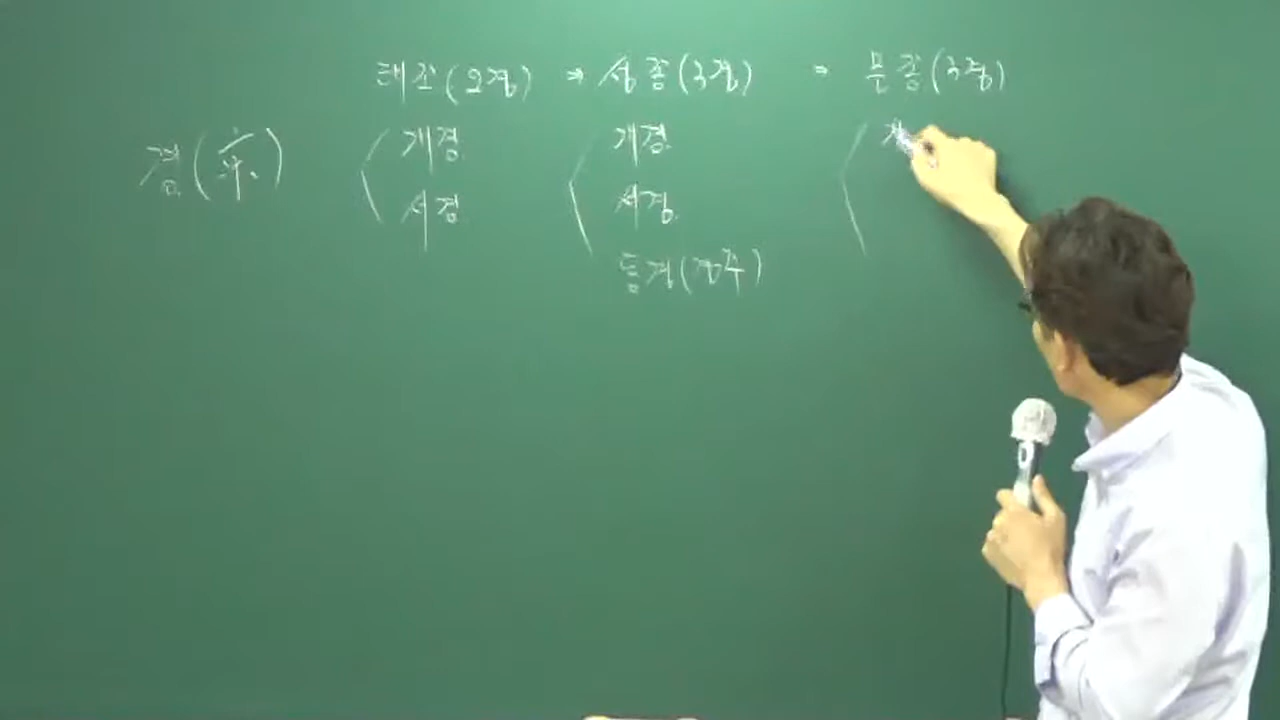 태조(2경) ⇒ 성종(3경) ⇒ 문종(3경)
경(京) 개경 개경 개
서경 서경
동경(경주)